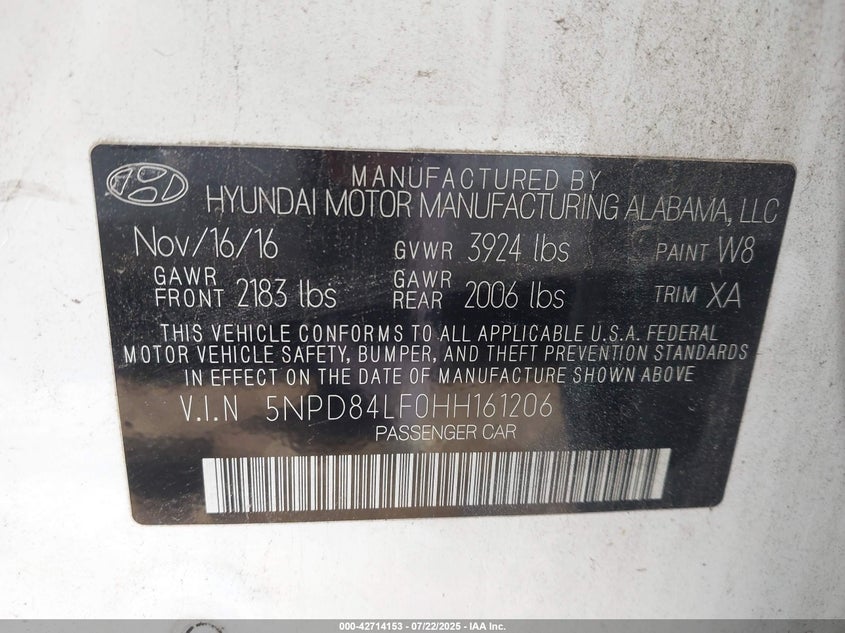 MANUFACTURED BY
HYUNDAI MOTOR MANUFACTURING ALABAMA, LLC
Nov/16/16 GVWR 3924 lbs PAINT W8
GAWR FRONT 2183 lbs GAWR REAR 2006 lbs TRIM XA
THIS VEHICLE CONFORMS TO ALL APPLICABLE U.S.A. FEDERAL
MOTOR VEHICLE SAFETY, BUMPER, AND THEFT PREVENTION STANDARDS
IN EFFECT ON THE DATE OF MANUFACTURE SHOWN ABOVE.
V.I.N 5NPD84LF0HH161206
PASSENGER CAR
000-42714153 - 07/22/2025 - IAA Inc.